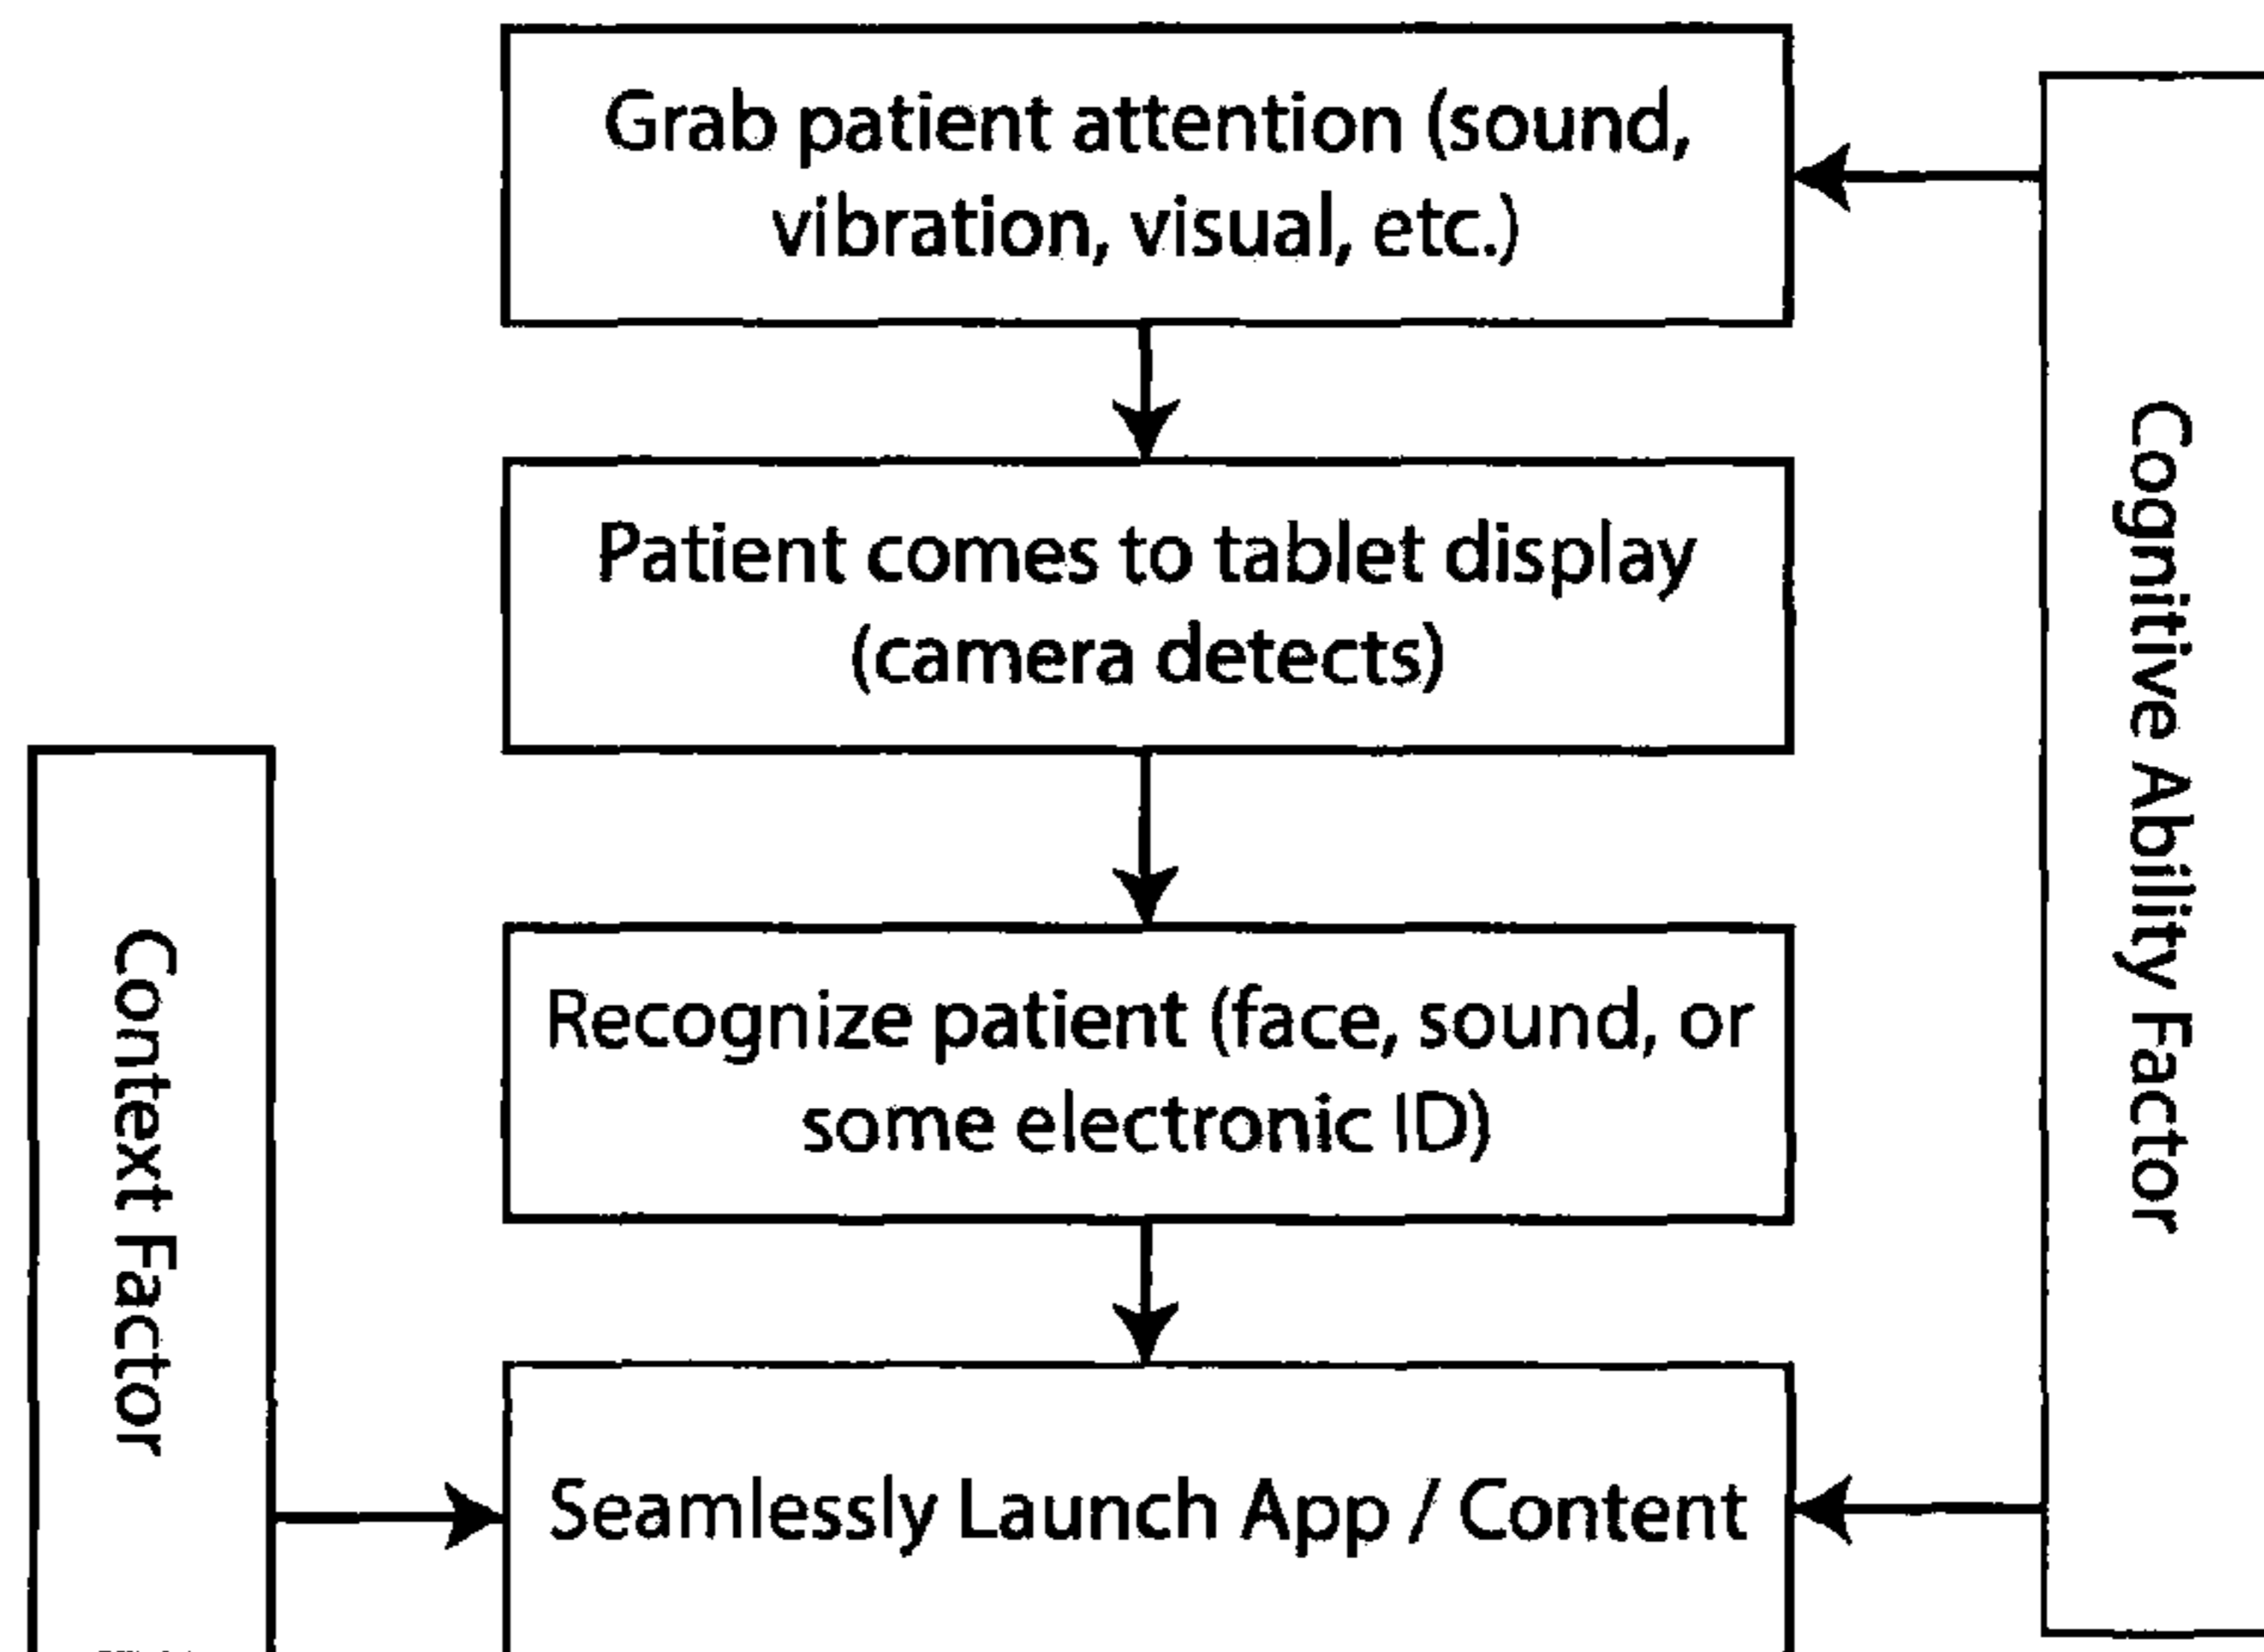 Grab patient attention (sound,
vibration, visual, etc.)
Patient comes to tablet display
(camera detects)
Recognize patient (face, sound, or
some electronic ID)
Seamlessly Launch App / Content
Context Factor
Cognitive Ability Factor